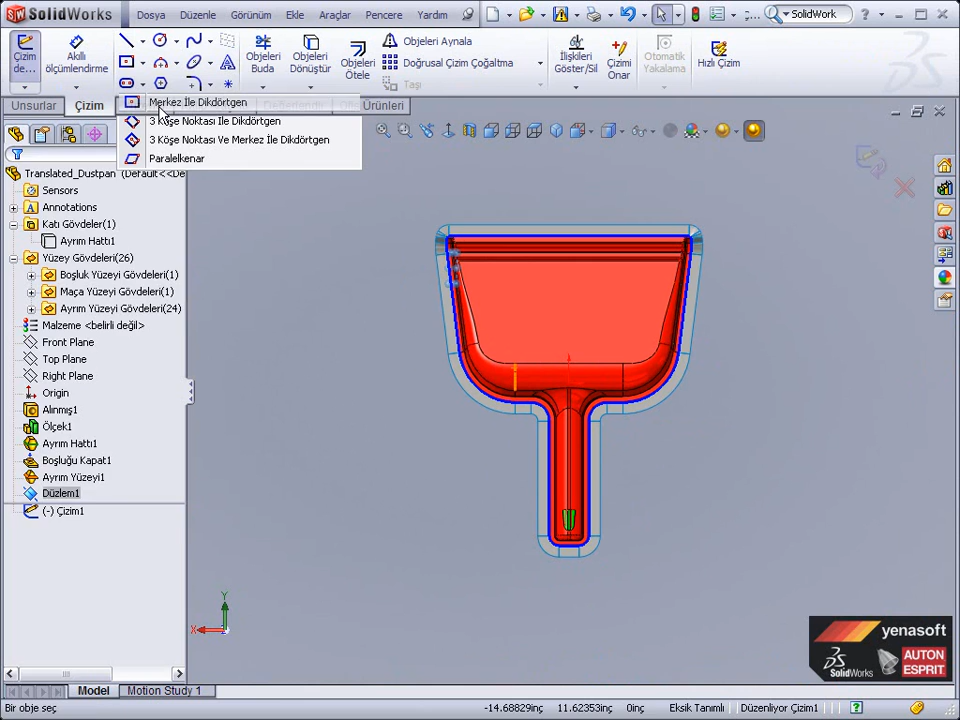 SolidWorks
Dosya Düzenle Görünüm Ekle Araçlar Pencere Yardım
SolidWork
Çizim de...
Akıllı ölçümlendirme
Objeleri Buda
Objeleri Dönüştür
Objeleri Ötele
Objeleri Aynala
Doğrusal Çizim Çoğaltma
Taşı
İlişkileri Göster/Sil
Çizimi Onar
Otomatik Yakalama
Hızlı Çizim
Unsurlar Çizim Ürünleri
Merkez İle Dikdörtgen
3 Köşe Noktası İle Dikdörtgen
3 Köşe Noktası Ve Merkez İle Dikdörtgen
Paralelkenar
Translated_Dustpan (Default<<De
Sensors
Annotations
Katı Gövdeler(1)
Ayrım Hattı1
Yüzey Gövdeleri(26)
Boşluk Yüzeyi Gövdeleri(1)
Maça Yüzeyi Gövdeleri(1)
Ayrım Yüzeyi Gövdeleri(24)
Malzeme <belirli değil>
Front Plane
Top Plane
Right Plane
Origin
Alınmış1
Ölçek1
Ayrım Hattı1
Boşluğu Kapat1
Ayrım Yüzeyi1
Düzlem1
(-) Çizim1
Y
X
yenasoft
SolidWorks
AUTON
ESPRIT
Model Motion Study 1
Bir obje seç -14.68829inç 11.62353inç 0inç Eksik Tanımlı Düzenliyor Çizim1